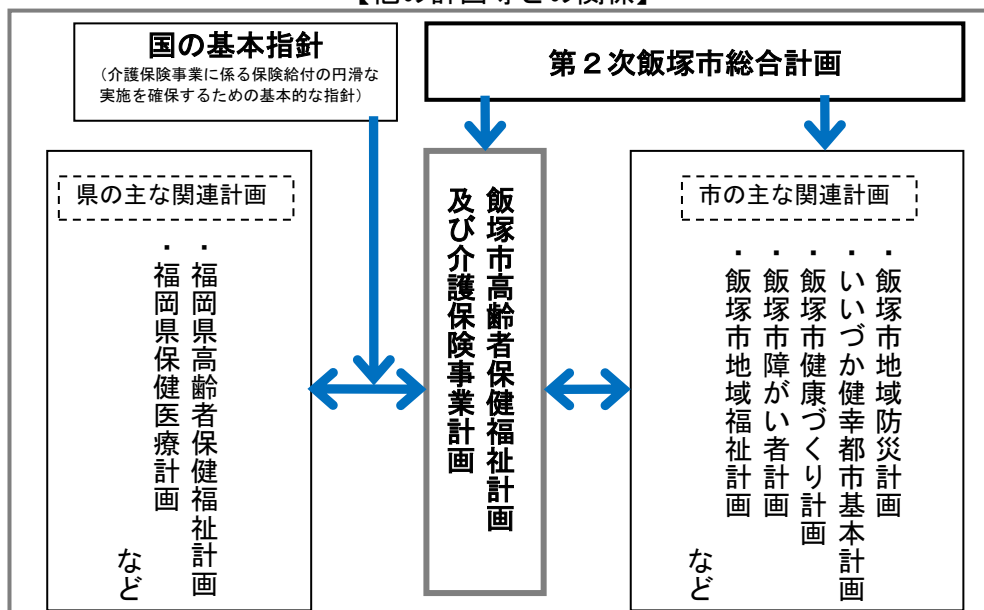 【他の計画等との関係】
国の基本指針
（介護保険事業に係る保険給付の円滑な
実施を確保するための基本的な指針）
第２次飯塚市総合計画
県の主な関連計画
・福岡県高齢者保健福祉計画
・福岡県保健医療計画
など
飯塚市高齢者保健福祉計画
及び介護保険事業計画
市の主な関連計画
・飯塚市地域防災計画
・いいづか健幸都市基本計画
・飯塚市健康づくり計画
・飯塚市障がい者計画
・飯塚市地域福祉計画
など